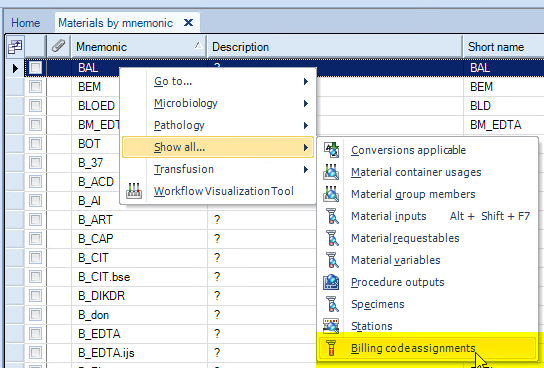 Home Materials by mnemonic
Mnemonic Description Short name
BAL ? BAL
BEM BEM
BLOED BLD
BM_EDT BM_EDTA
BOT
B_37
B_ACD
B_AI
B_ART ?
B_CAP ?
B_CIT ?
B_CIT.bse ?
B_DIKDR ?
B_don ?
B_EDTA ?
B_EDTA.ijs ?
Go to...
Microbiology
Pathology
Show all...
Transfusion
Workflow Visualization Tool
Conversions applicable
Material container usages
Material group members
Material inputs Alt + Shift + F7
Material requestables
Material variables
Procedure outputs
Specimens
Stations
Billing code assignments